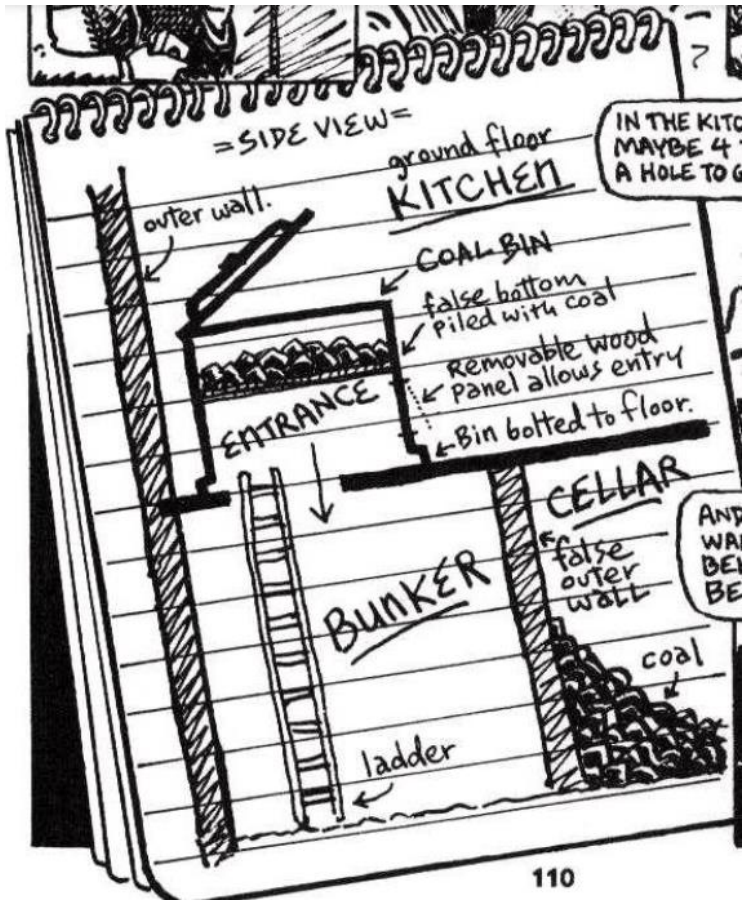 =SIDE VIEW=
ground floor
KITCHEN
IN THE KITC
MAYBE 4
A HOLE TO G
outer wall.
COAL BIN
false bottom
piled with coal
Removable wood
panel allows entry
ENTRANCE
Bin bolted to floor.
CELLAR
AND
WA
BEH
BE
false
outer
wall
BUNKER
coal
ladder
110